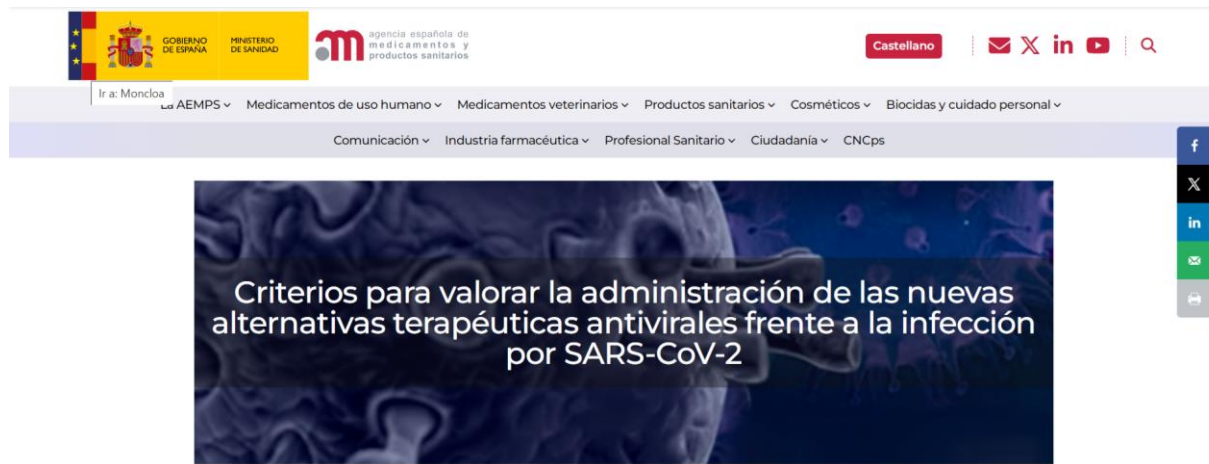 GOBIERNO DE ESPAÑA
MINISTERIO DE SANIDAD
agencia española de
medicamentos y
productos sanitarios
Castellano
in
Ir a: Moncloa
La AEMPS Medicamentos de uso humano Medicamentos veterinarios Productos sanitarios Cosméticos Biocidas y cuidado personal
Comunicación Industria farmacéutica Profesional Sanitario Ciudadanía CNCps
Criterios para valorar la administración de las nuevas
alternativas terapéuticas antivirales frente a la infección
por SARS-CoV-2
f
X
in